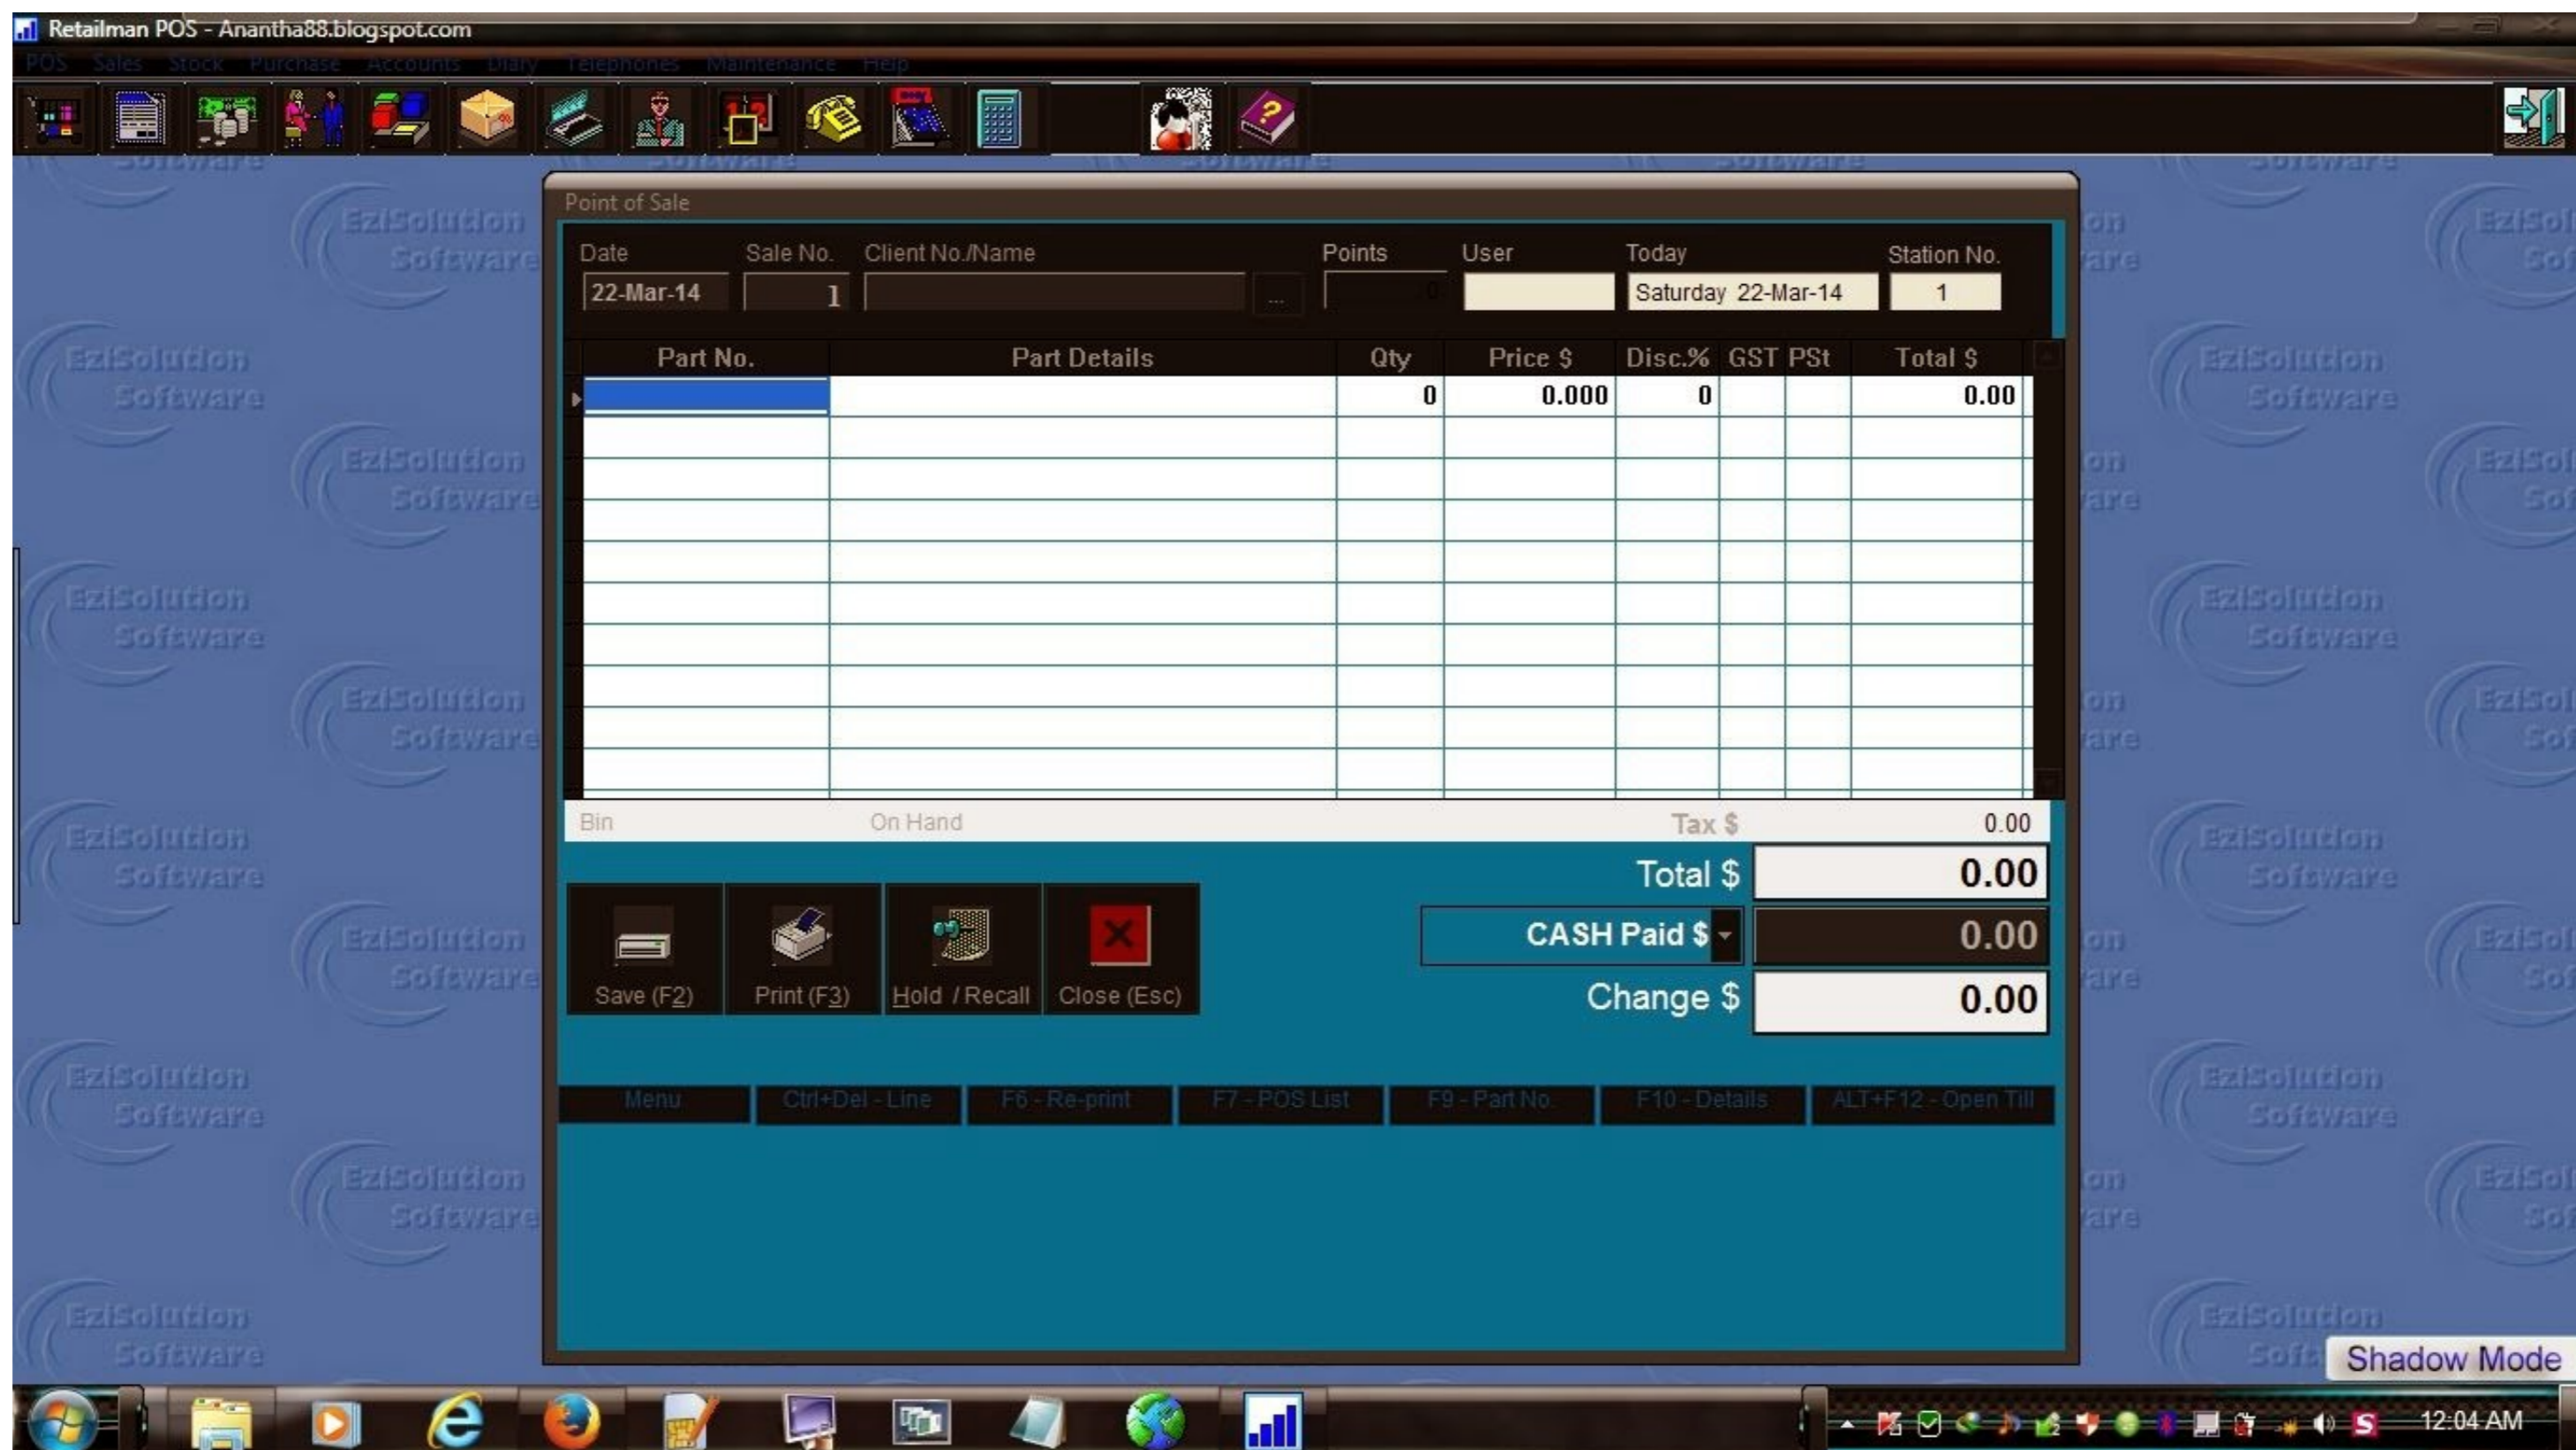 Retailman POS - Anantha88.blogspot.com
POS Sales Stock Purchase Accounts Diary Telephones Maintenance Help
EziSolution Software
Point of Sale
Date Sale No. Client No./Name Points User Today Station No.
22-Mar-14 1 ... 0 Saturday 22-Mar-14 1
Part No. Part Details Qty Price $ Disc.% GST PSt Total $
0 0.000 0 0.00
Bin On Hand Tax $ 0.00
Total $ 0.00
CASH Paid $ 0.00
Change $ 0.00
Save (F2) Print (F3) Hold / Recall Close (Esc)
Menu Ctrl+Del - Line F6 - Re-print F7 - POS List F9 - Part No. F10 - Details ALT+F12 - Open Till
Shadow Mode
12:04 AM